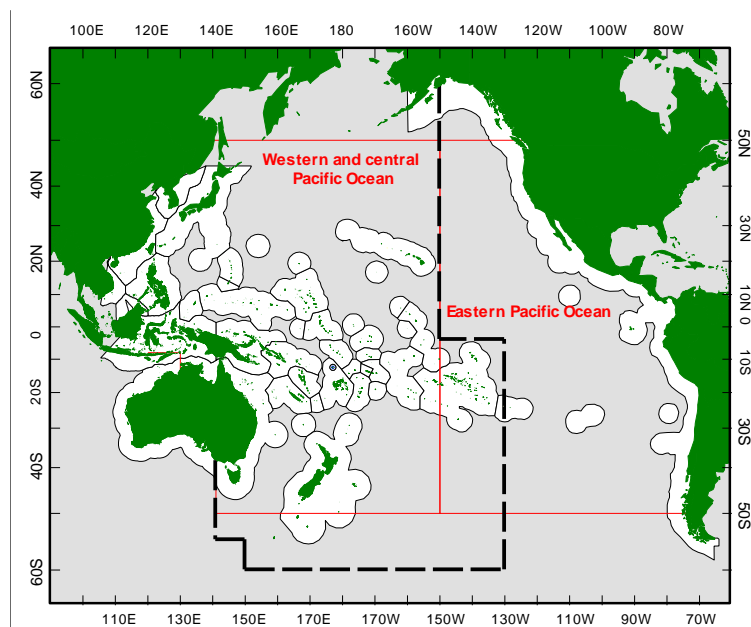 100E 120E 140E 160E 180 160W 140W 120W 100W 80W
60N
50N
Western and central
Pacific Ocean
40N
30N
20N
10N
Eastern Pacific Ocean
0
0
10S
20S
30S
40S
50S
60S
110E 130E 150E 170E 170W 150W 130W 110W 90W 70W